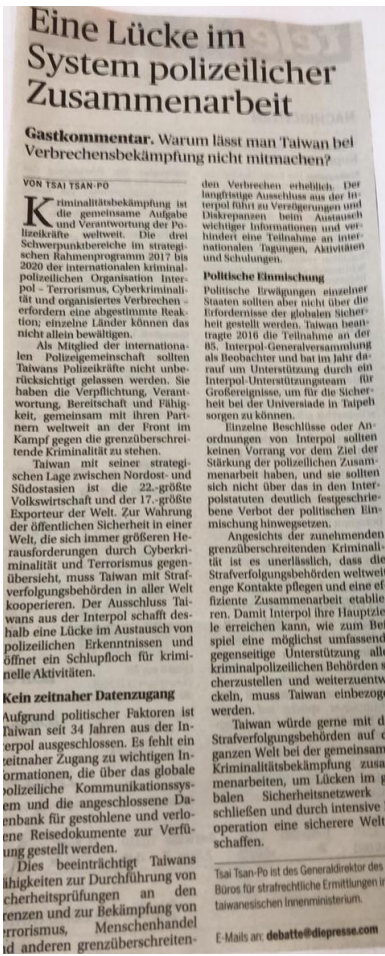 Eine Lücke im
System polizeilicher
Zusammenarbeit
Gastkommentar. Warum lässt man Taiwan bei
Verbrechensbekämpfung nicht mitmachen?
VON TSAI TSAN-PO
Kriminalitätsbekämpfung ist
die gemeinsame Aufgabe
und Verantwortung der Po-
lizeikräfte weltweit. Die drei
Schwerpunktbereiche im strategi-
schen Rahmenprogramm 2017 bis
2020 der internationalen kriminal-
polizeilichen Organisation Inter-
pol – Terrorismus, Cyberkriminali-
tät und organisiertes Verbrechen –
erfordern eine abgestimmte Reak-
tion; einzelne Länder können das
nicht allein bewältigen.
Als Mitglied der internationa-
len Polizeigemeinschaft sollten
Taiwans Polizeikräfte nicht unbe-
rücksichtigt gelassen werden. Sie
haben die Verpflichtung, Verant-
wortung, Bereitschaft und Fähig-
keit, gemeinsam mit ihren Part-
nern weltweit an der Front im
Kampf gegen die grenzüberschrei-
tende Kriminalität zu stehen.
Taiwan mit seiner strategi-
schen Lage zwischen Nordost- und
Südostasien ist die 22.-größte
Volkswirtschaft und der 17.-größte
Exporteur der Welt. Zur Wahrung
der öffentlichen Sicherheit in einer
Welt, die sich immer größeren He-
rausforderungen durch Cyberkri-
minalität und Terrorismus gegen-
übersieht, muss Taiwan mit Straf-
verfolgungsbehörden in aller Welt
kooperieren. Der Ausschluss Tai-
wans aus der Interpol schafft des-
halb eine Lücke im Austausch von
polizeilichen Erkenntnissen und
öffnet ein Schlupfloch für krimi-
nelle Aktivitäten.
Kein zeitnaher Datenzugang
Aufgrund politischer Faktoren ist
Taiwan seit 34 Jahren aus der In-
terpol ausgeschlossen. Es fehlt ein
zeitnaher Zugang zu wichtigen In-
formationen, die über das globale
polizeiliche Kommunikationssys-
em und die angeschlossene Da-
enbank für gestohlene und verlo-
ene Reisedokumente zur Verfü-
ung gestellt werden.
Dies beeinträchtigt Taiwans
ähigkeiten zur Durchführung von
icherheitsprüfungen an den
renzen und zur Bekämpfung von
errorismus, Menschenhandel
nd anderen grenzüberschreiten-
den Verbrechen erheblich. Der
langfristige Ausschluss aus der In-
terpol führt zu Verzögerungen und
Diskrepanzen beim Austausch
wichtiger Informationen und ver-
hindert eine Teilnahme an inter-
nationalen Tagungen, Aktivitäten
und Schulungen.
Politische Einmischung
Politische Erwägungen einzelner
Staaten sollten aber nicht über die
Erfordernisse der globalen Sicher-
heit gestellt werden. Taiwan bean-
tragte 2016 die Teilnahme an der
85. Interpol-Generalversammlung
als Beobachter und bat im Jahr da-
rauf um Unterstützung durch ein
Interpol-Unterstützungsteam für
Großereignisse, um für die Sicher-
heit bei der Universiade in Taipeh
sorgen zu können.
Einzelne Beschlüsse oder An-
ordnungen von Interpol sollten
keinen Vorrang vor dem Ziel der
Stärkung der polizeilichen Zusam-
menarbeit haben, und sie sollten
sich nicht über das in den Inter-
polstatuten deutlich festgeschrie-
bene Verbot der politischen Ein-
mischung hinwegsetzen.
Angesichts der zunehmenden
grenzüberschreitenden Kriminali-
tät ist es unerlässlich, dass die
Strafverfolgungsbehörden weltweit
enge Kontakte pflegen und eine ef-
fiziente Zusammenarbeit etablie-
ren. Damit Interpol ihre Hauptzie-
le erreichen kann, wie zum Bei-
spiel eine möglichst umfassend
gegenseitige Unterstützung all
kriminalpolizeilichen Behörden s
cherzustellen und weiterzuentw
ckeln, muss Taiwan einbezog
werden.
Taiwan würde gerne mit d
Strafverfolgungsbehörden auf d
ganzen Welt bei der gemeinsam
Kriminalitätsbekämpfung zusa
menarbeiten, um Lücken im g
balen Sicherheitsnetzwerk
schließen und durch intensive
operation eine sicherere Welt
schaffen.
Tsai Tsan-Po ist des Generaldirektor des
Büros für strafrechtliche Ermittlungen i
taiwanesischen Innenministerium.
E-Mails an: debatte@diepresse.com